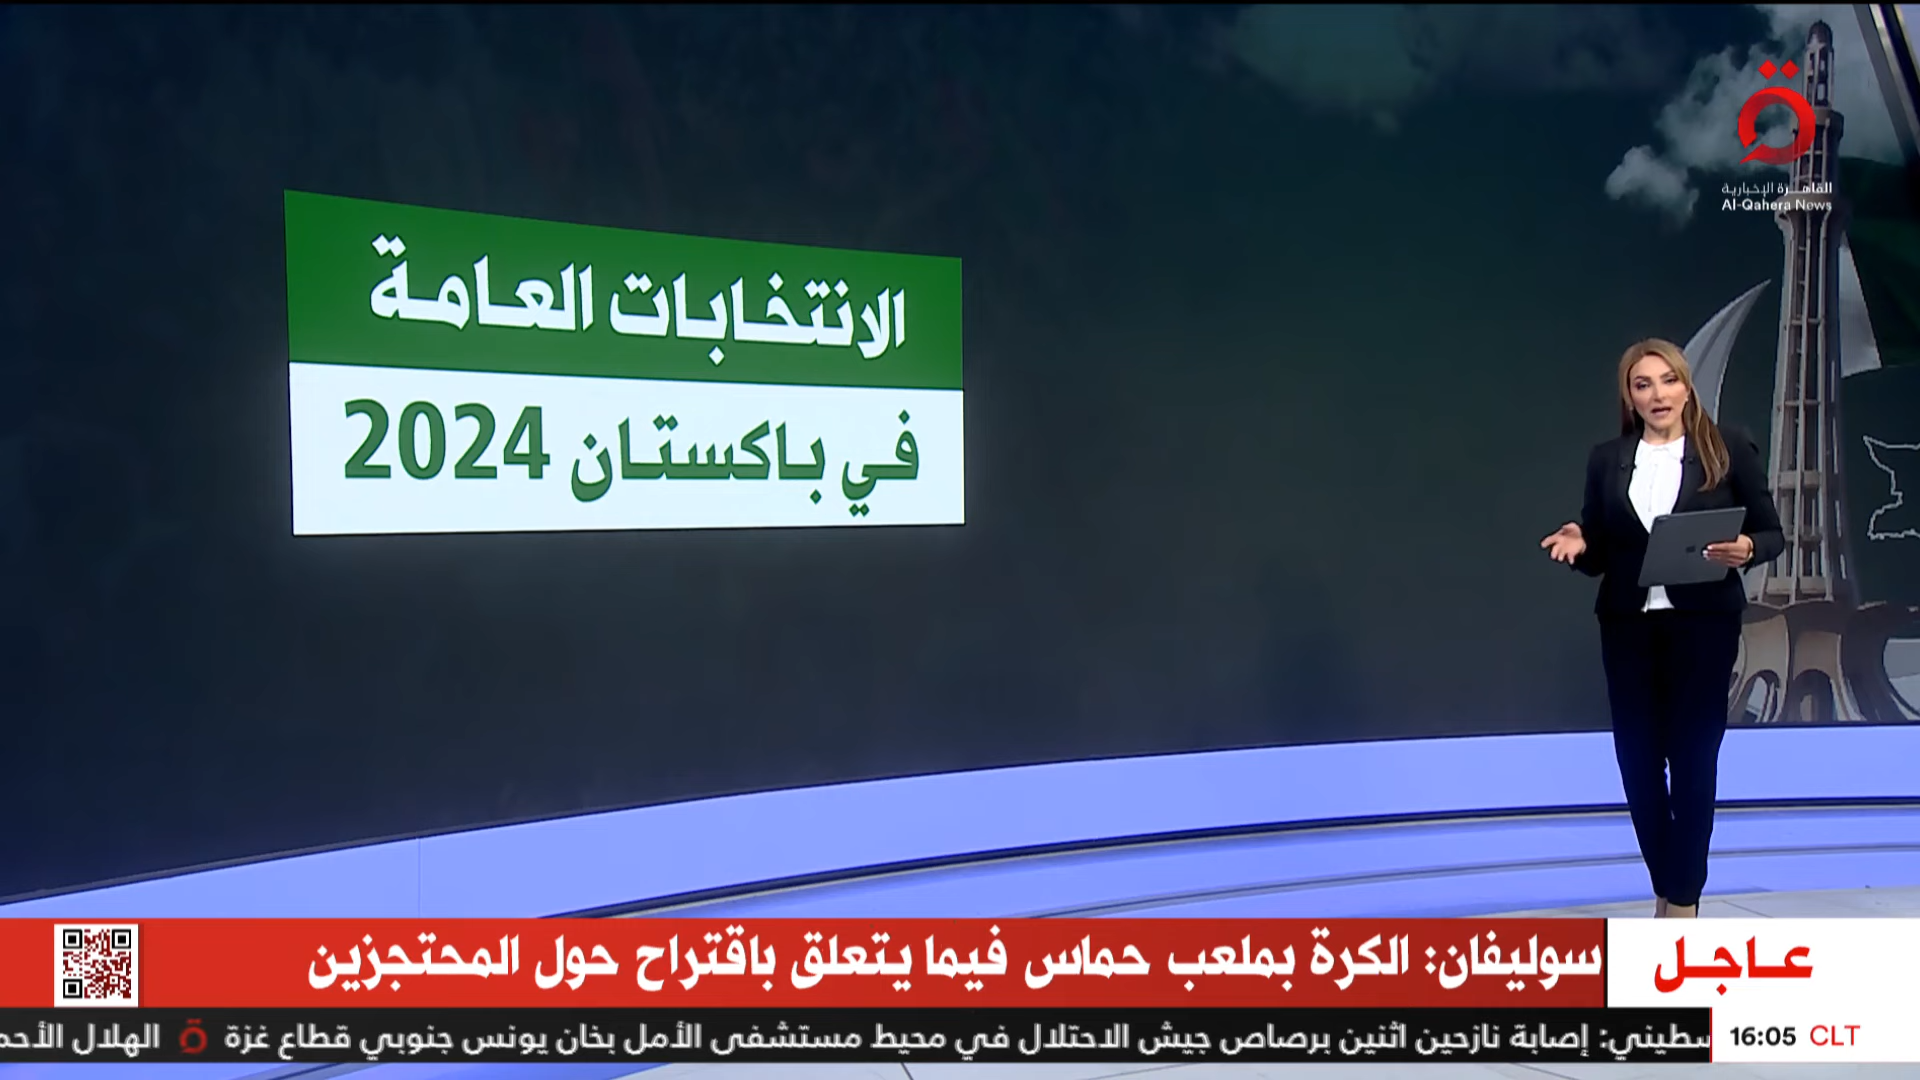 القاهرة الإخبارية
Al-Qahera News
الانتخابات العامة
في باكستان 2024
عاجل
سوليفان: الكرة بملعب حماس فيما يتعلق باقتراح حول المحتجزين
16:05 CLT
سطيني: إصابة نازحين اثنين برصاص جيش الاحتلال في محيط مستشفى الأمل بخان يونس جنوبي قطاع غزة الهلال الأحم